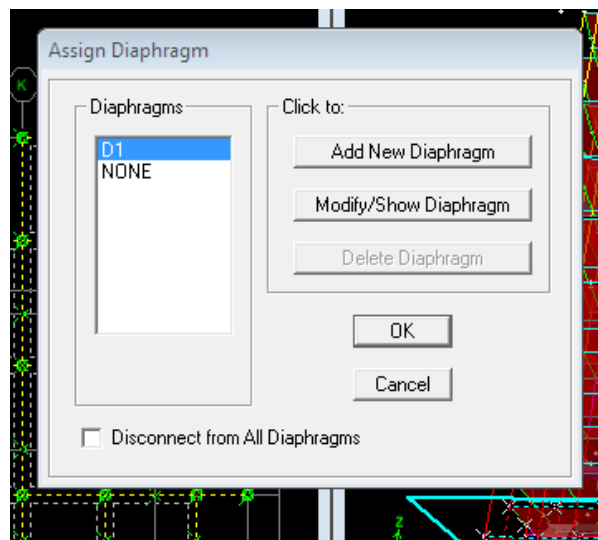 Assign Diaphragm
K
Diaphragms
D1
NONE
Click to:
Add New Diaphragm
Modify/Show Diaphragm
Delete Diaphragm
OK
Cancel
Disconnect from All Diaphragms
z